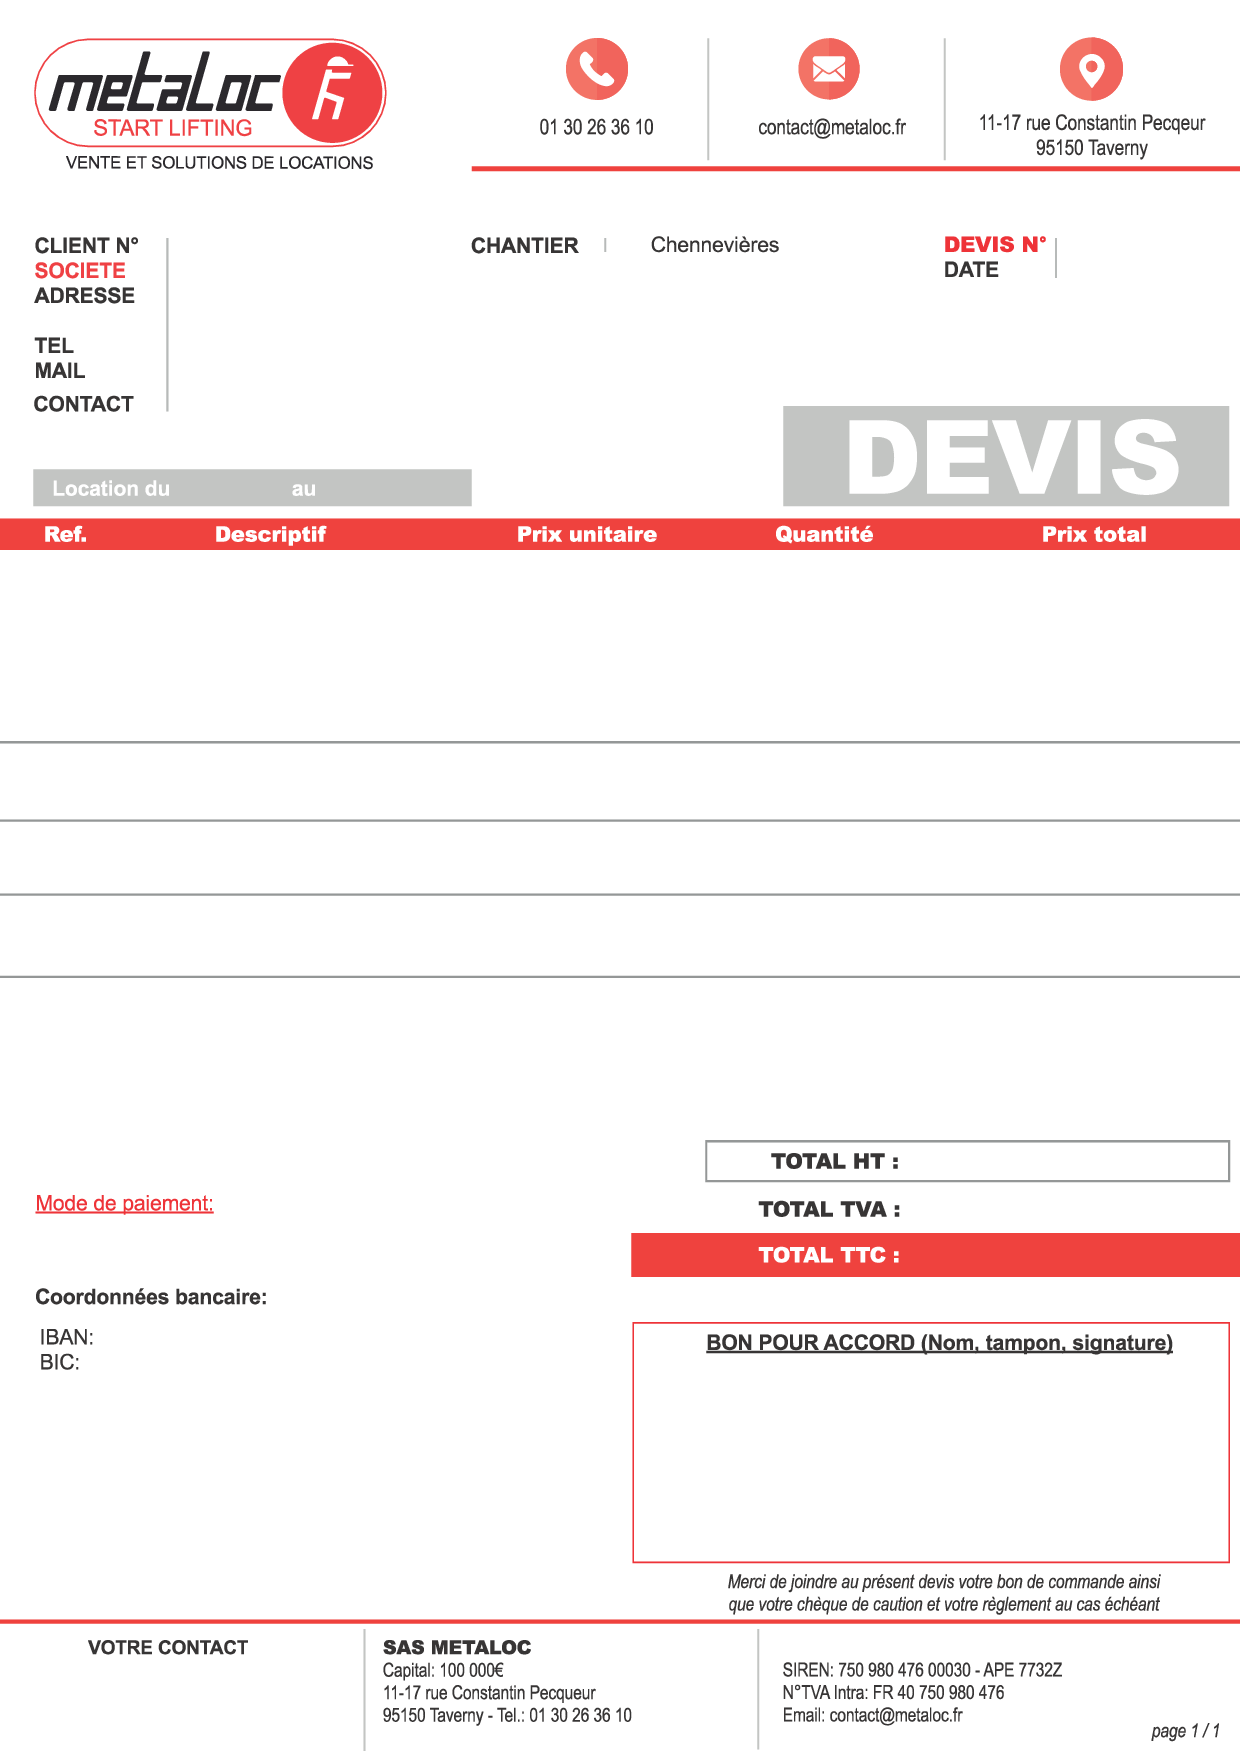 metaLoc
START LIFTING
VENTE ET SOLUTIONS DE LOCATIONS
01 30 26 36 10
contact@metaloc.fr
11-17 rue Constantin Pecqeur
95150 Taverny
CLIENT N°
SOCIETE
ADRESSE
TEL
MAIL
CONTACT
CHANTIER Chennevières
DEVIS N°
DATE
DEVIS
Location du au
Ref. Descriptif Prix unitaire Quantité Prix total
TOTAL HT :
Mode de paiement:
TOTAL TVA :
TOTAL TTC :
Coordonnées bancaire:
IBAN:
BIC:
BON POUR ACCORD (Nom, tampon, signature)
Merci de joindre au présent devis votre bon de commande ainsi
que votre chèque de caution et votre règlement au cas échéant
VOTRE CONTACT
SAS METALOC
Capital: 100 000€
11-17 rue Constantin Pecqueur
95150 Taverny - Tel.: 01 30 26 36 10
SIREN: 750 980 476 00030 - APE 7732Z
N°TVA Intra: FR 40 750 980 476
Email: contact@metaloc.fr
page 1 / 1